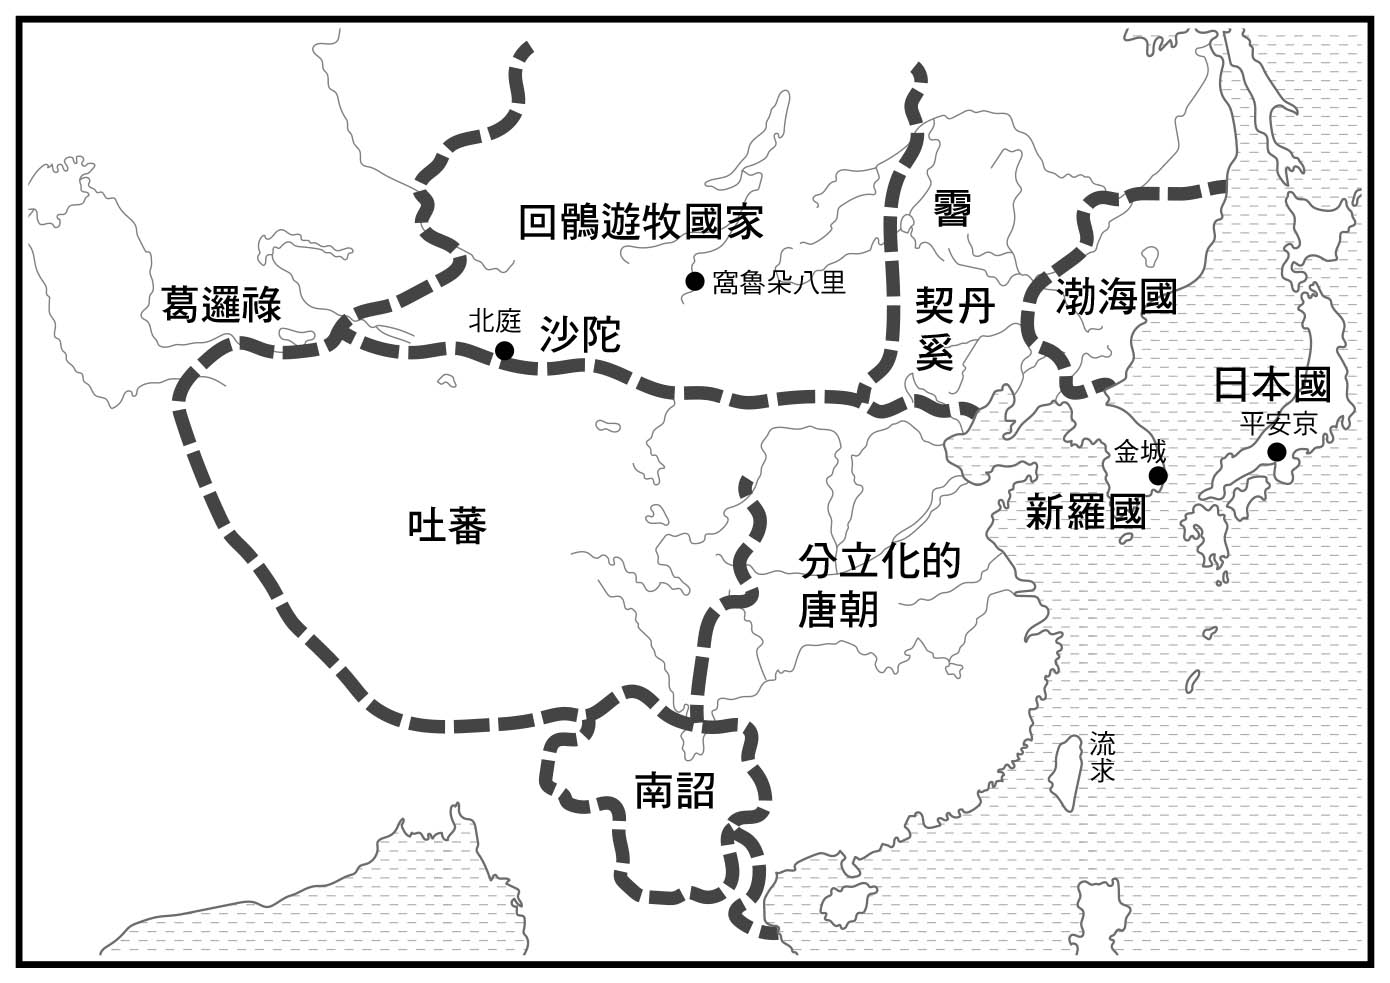 霫
回鶻遊牧國家
窩魯朵八里
葛邏祿
契丹
奚
渤海國
北庭
沙陀
日本國
平安京
金城
新羅國
吐蕃
分立化的
唐朝
流求
南詔